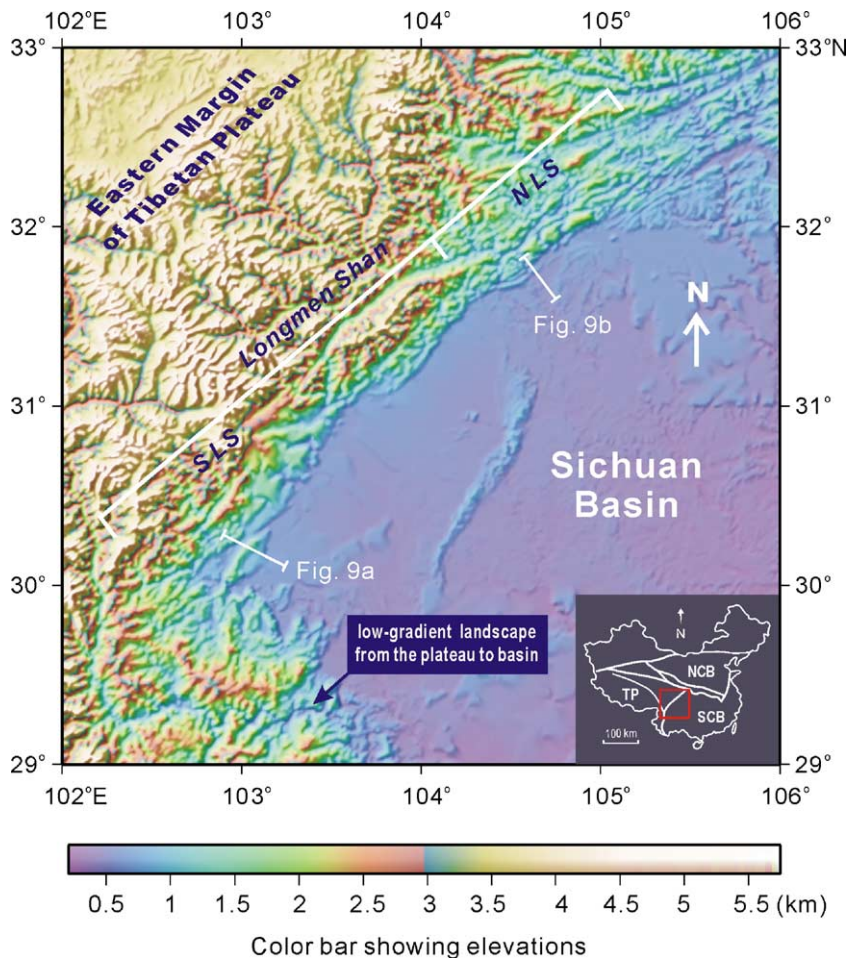 102°E 103° 104° 105° 106°
33° 33°N
Eastern Margin
of Tibetan Plateau
NLS
32° 32°
Longmen Shan
N
Fig. 9b
31° 31°
SLS
Sichuan
Basin
30° 30°
Fig. 9a
low-gradient landscape
from the plateau to basin
N
NCB
TP
SCB
100 km
29° 29°
102°E 103° 104° 105° 106°
0.5 1 1.5 2 2.5 3 3.5 4 4.5 5 5.5 (km)
Color bar showing elevations